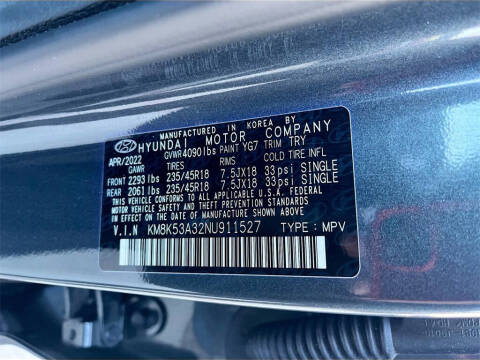 MANUFACTURED IN KOREA BY
HYUNDAI MOTOR COMPANY
APR/2022 GVWR 4090lbs PAINT YG7 TRIM TRY
GAWR TIRES RIMS COLD TIRE INFL
FRONT 2293 lbs 235/45R18 7.5JX18 33psi SINGLE
REAR 2061 lbs 235/45R18 7.5JX18 33psi SINGLE
THIS VEHICLE CONFORMS TO ALL APPLICABLE U.S.A FEDERAL
MOTOR VEHICLE SAFETY, BUMPER, AND THEFT PREVENTION
STANDARDS IN EFFECT ON THE DATE OF MANUFACTURE
SHOWN ABOVE.
V.I.N KM8K53A32NU911527 TYPE : MPV